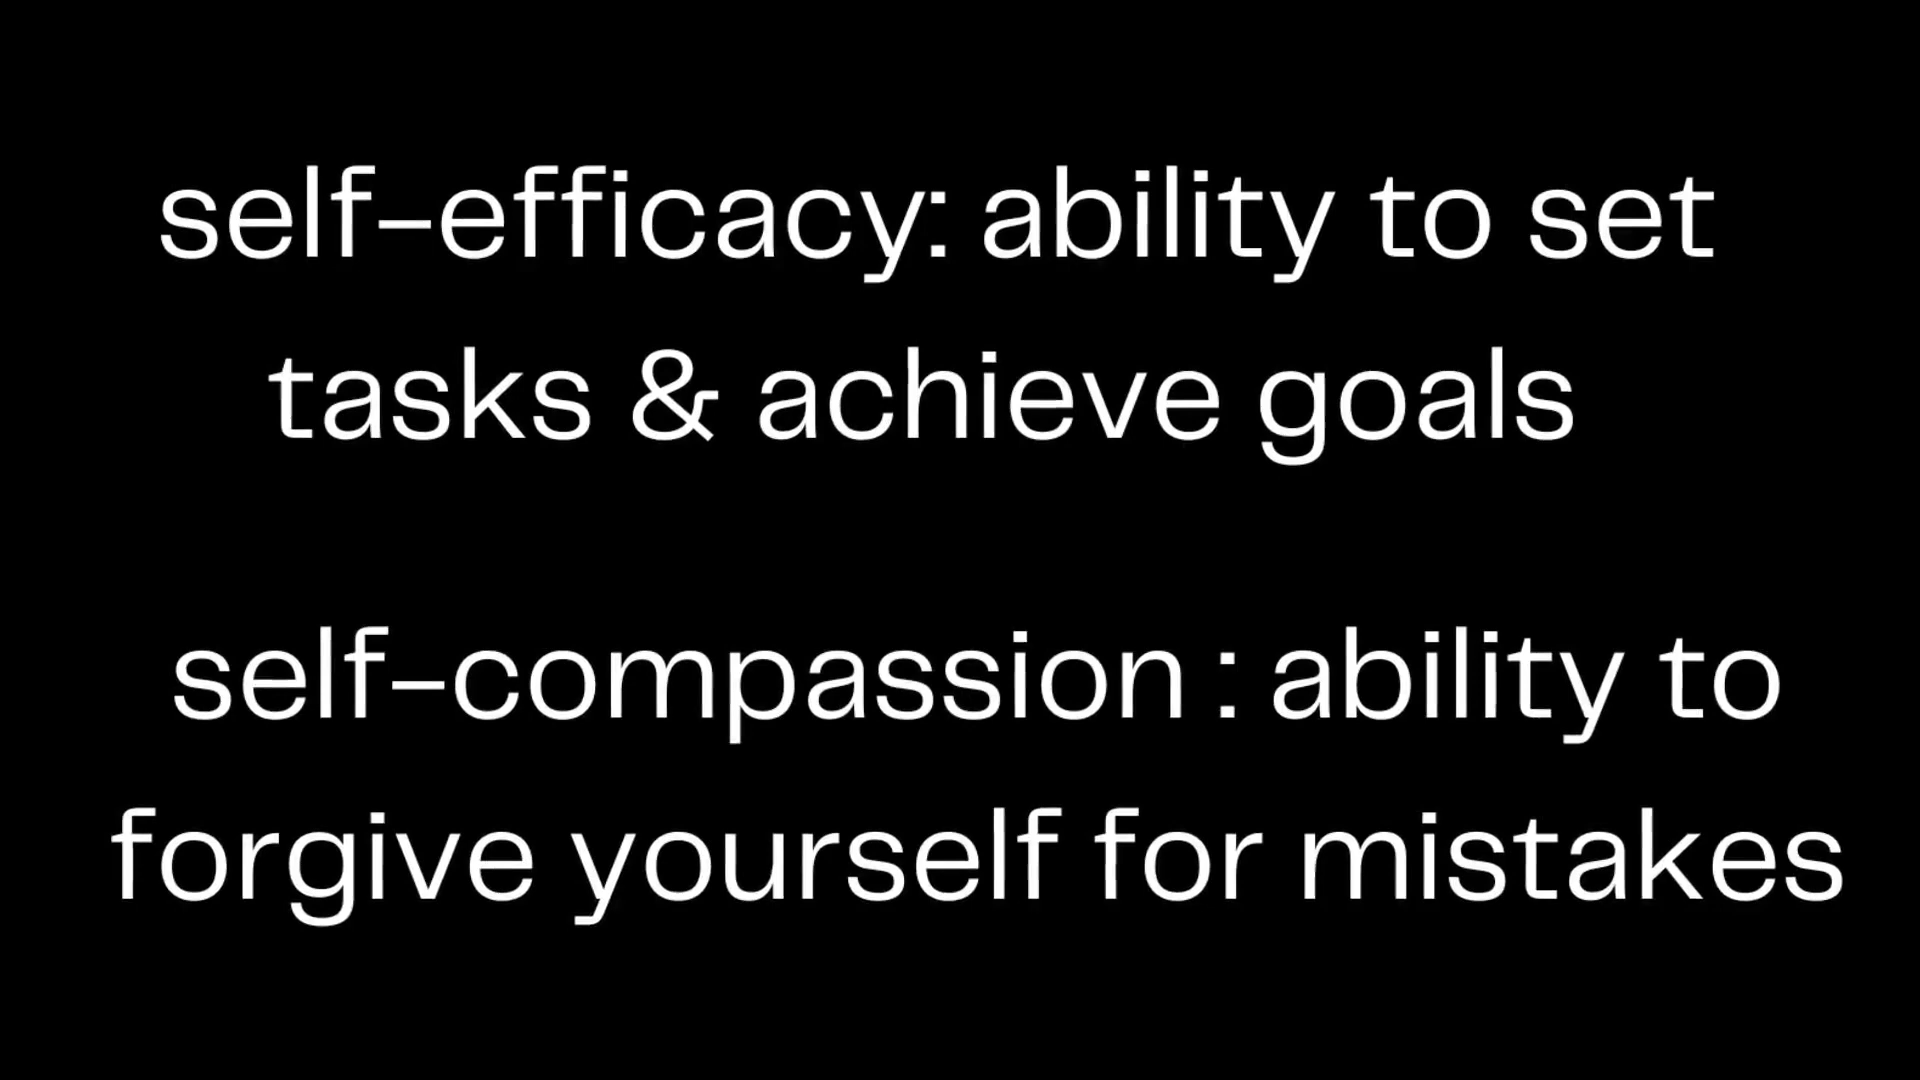 self-efficacy: ability to set
tasks & achieve goals
self-compassion : ability to
forgive yourself for mistakes